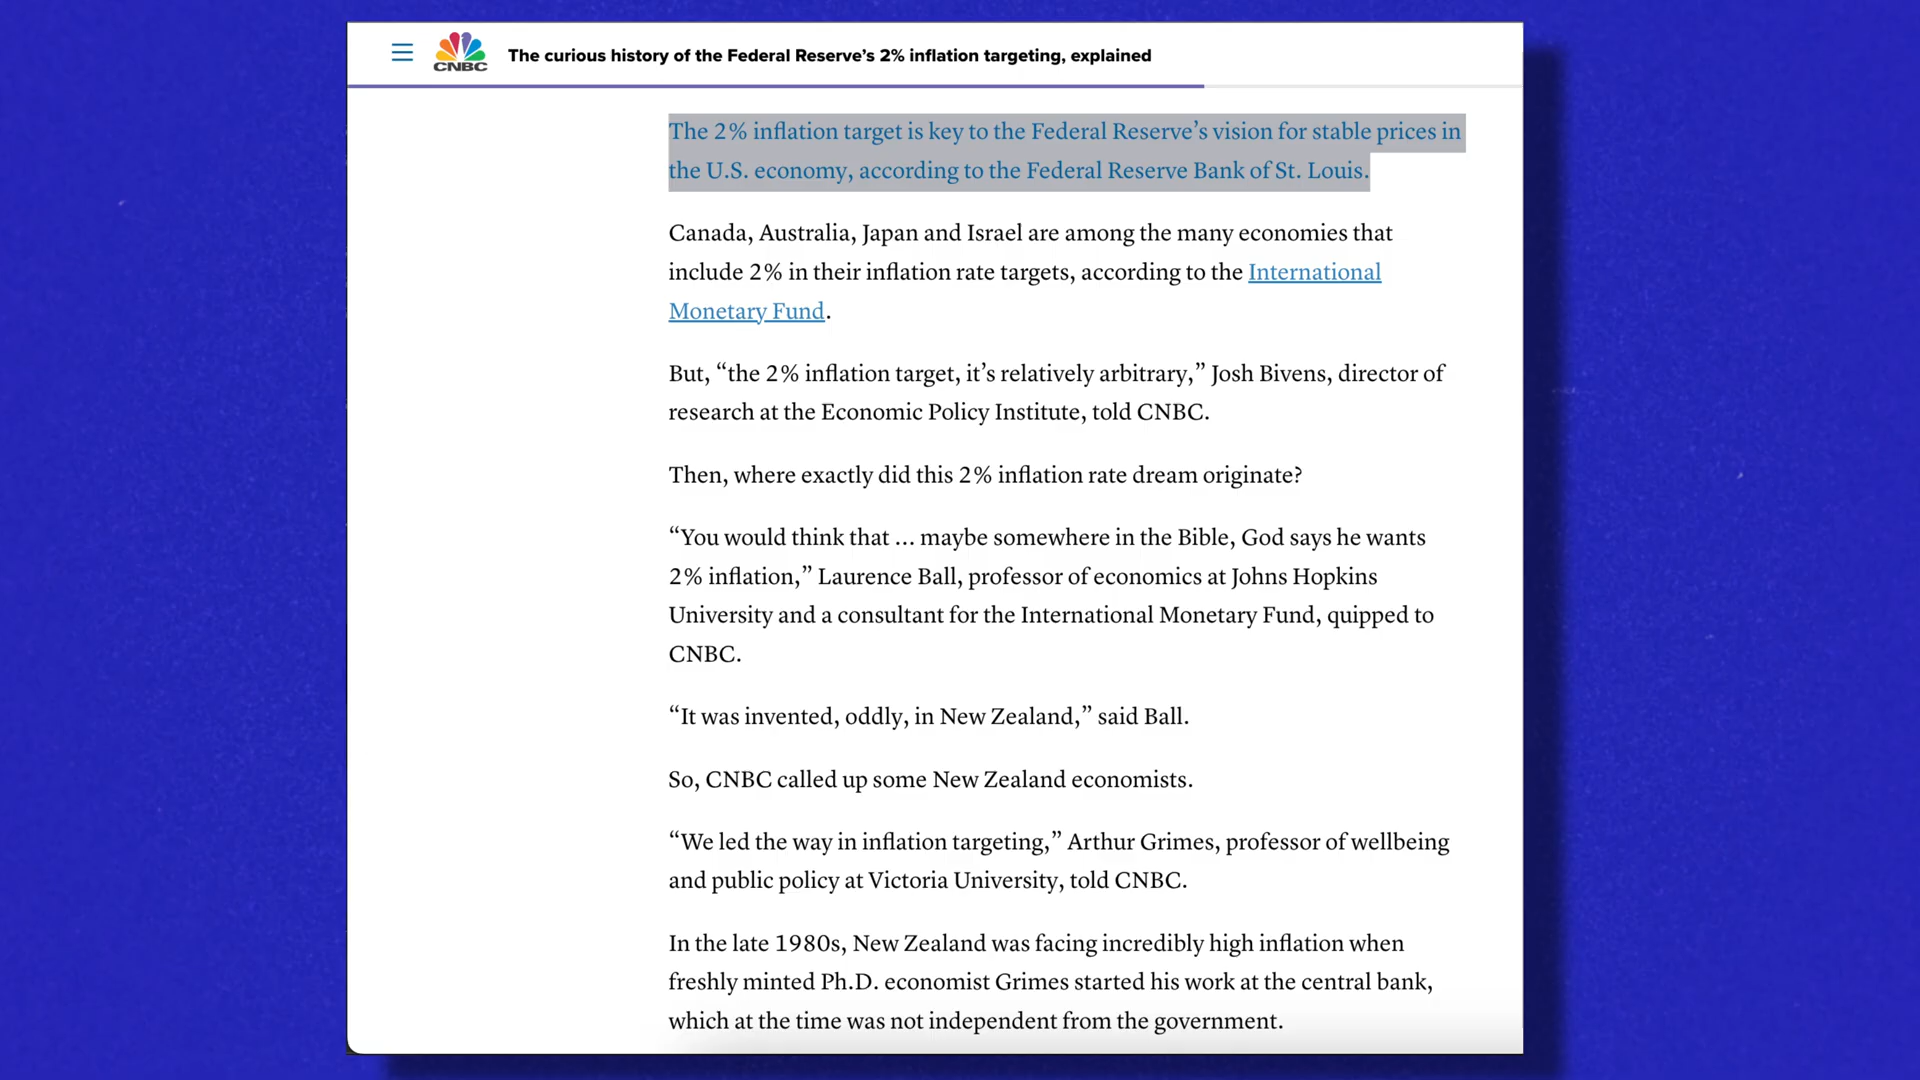 CNBC
The curious history of the Federal Reserve’s 2% inflation targeting, explained
The 2% inflation target is key to the Federal Reserve’s vision for stable prices in
the U.S. economy, according to the Federal Reserve Bank of St. Louis.
Canada, Australia, Japan and Israel are among the many economies that
include 2% in their inflation rate targets, according to the International
Monetary Fund.
But, “the 2% inflation target, it’s relatively arbitrary,” Josh Bivens, director of
research at the Economic Policy Institute, told CNBC.
Then, where exactly did this 2% inflation rate dream originate?
“You would think that … maybe somewhere in the Bible, God says he wants
2% inflation,” Laurence Ball, professor of economics at Johns Hopkins
University and a consultant for the International Monetary Fund, quipped to
CNBC.
“It was invented, oddly, in New Zealand,” said Ball.
So, CNBC called up some New Zealand economists.
“We led the way in inflation targeting,” Arthur Grimes, professor of wellbeing
and public policy at Victoria University, told CNBC.
In the late 1980s, New Zealand was facing incredibly high inflation when
freshly minted Ph.D. economist Grimes started his work at the central bank,
which at the time was not independent from the government.